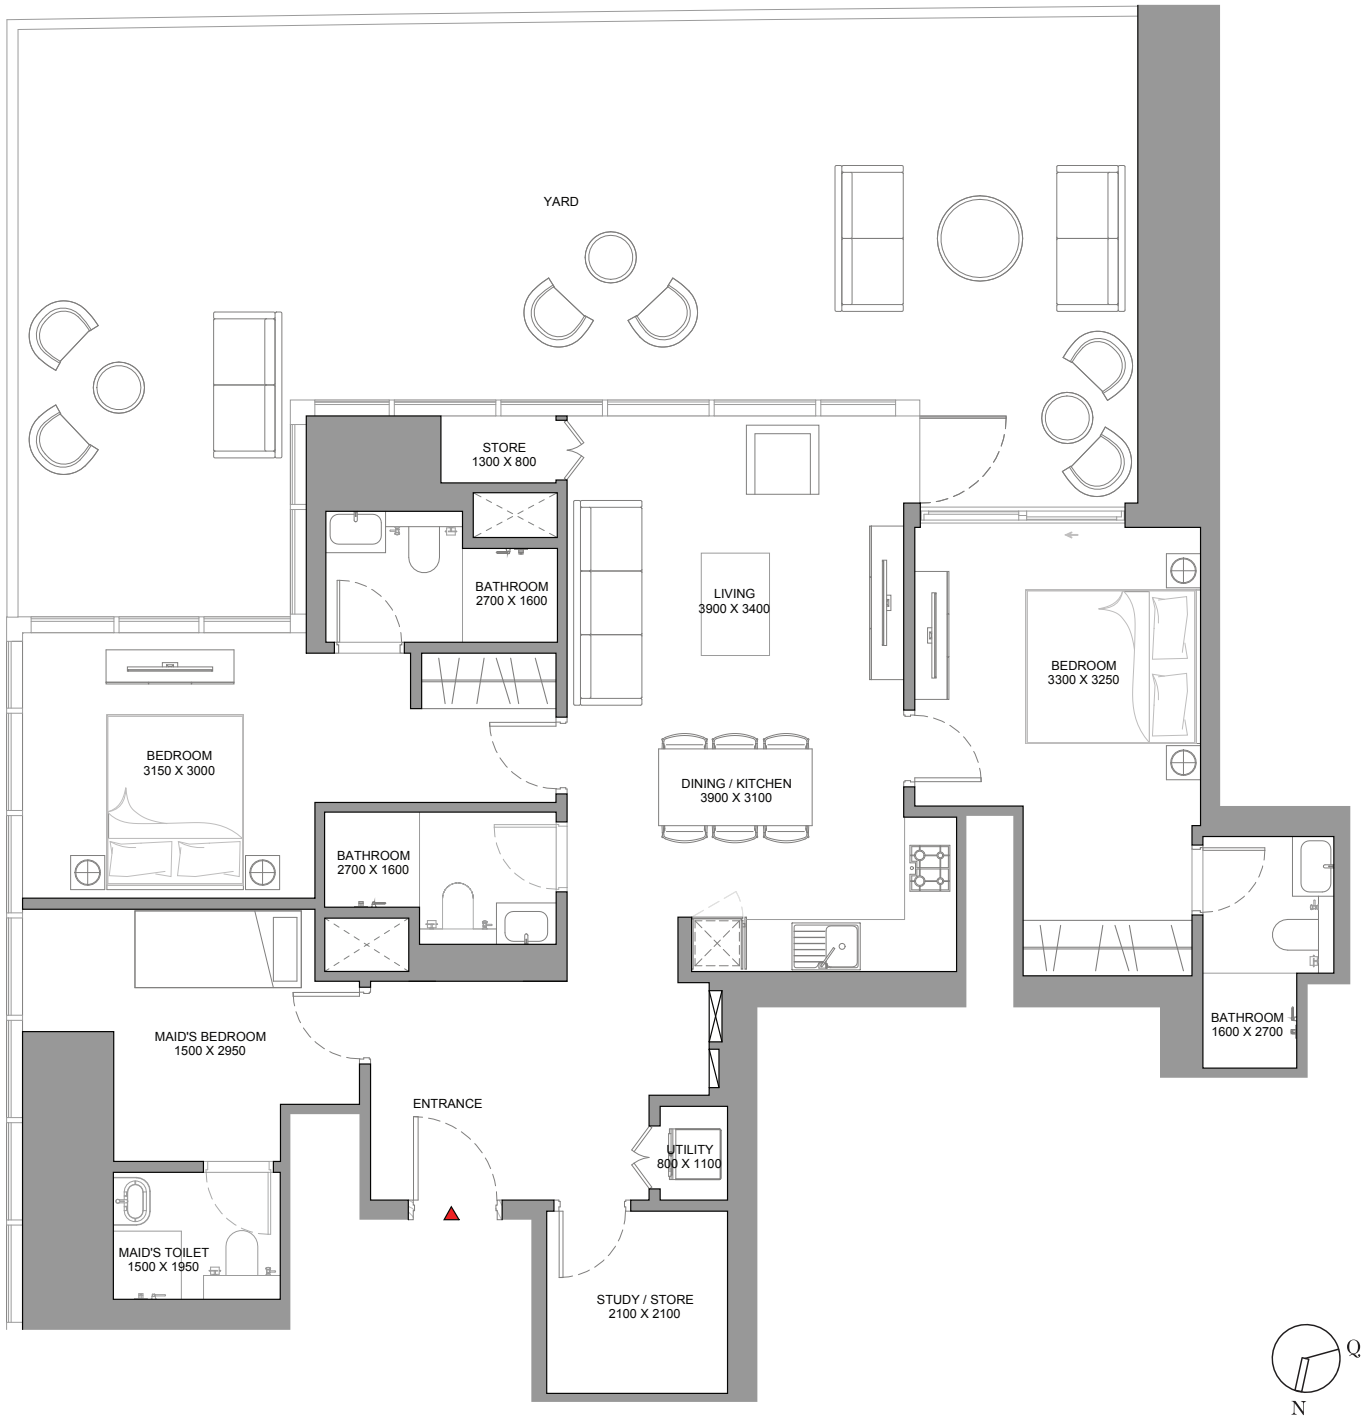 YARD
STORE
1300 X 800
BATHROOM
2700 X 1600
LIVING
3900 X 3400
BEDROOM
3300 X 3250
BEDROOM
3150 X 3000
DINING / KITCHEN
3900 X 3100
BATHROOM
2700 X 1600
BATHROOM
1600 X 2700
MAID'S BEDROOM
1500 X 2950
ENTRANCE
UTILITY
800 X 1100
MAID'S TOILET
1500 X 1950
STUDY / STORE
2100 X 2100
Q
N